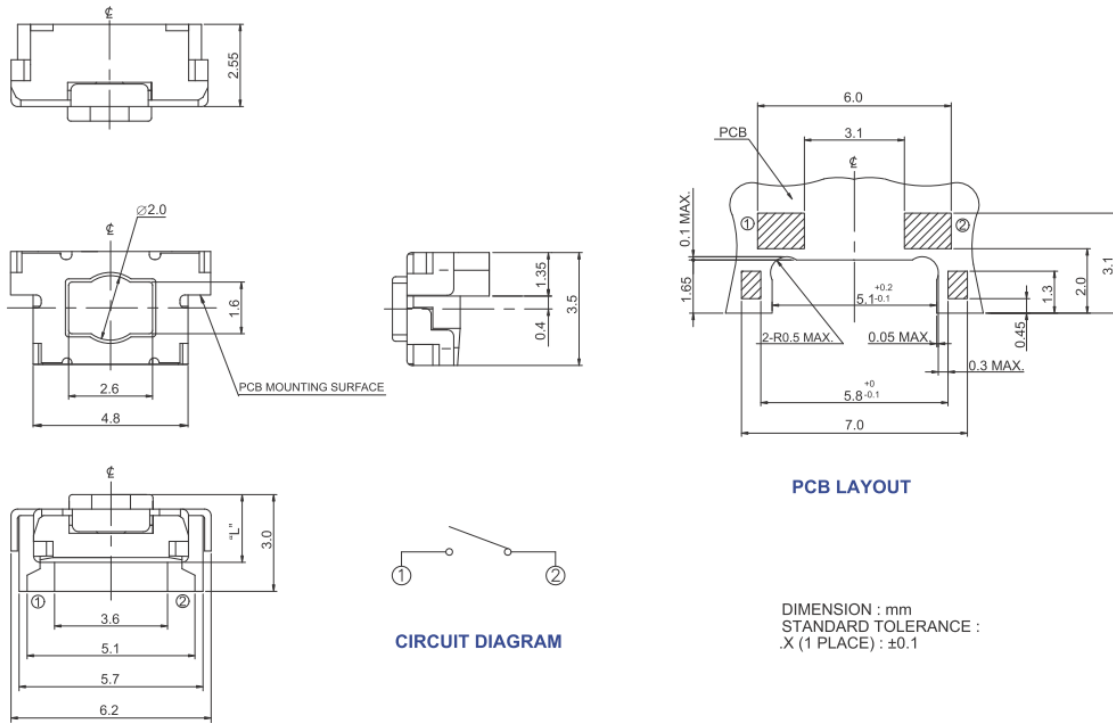 ℄
2.55
℄
⌀2.0
1.6
2.6
4.8
PCB MOUNTING SURFACE
1.35
0.4
3.5
℄
"L"
3.0
①
②
3.6
5.1
5.7
6.2
①
②
CIRCUIT DIAGRAM
6.0
PCB
3.1
℄
①
②
0.1 MAX.
1.65
5.1 +0.2 -0.1
2-R0.5 MAX.
0.05 MAX.
0.3 MAX.
1.3
0.45
2.0
3.1
5.8 +0 -0.1
7.0
PCB LAYOUT
DIMENSION : mm
STANDARD TOLERANCE :
.X (1 PLACE) : ±0.1